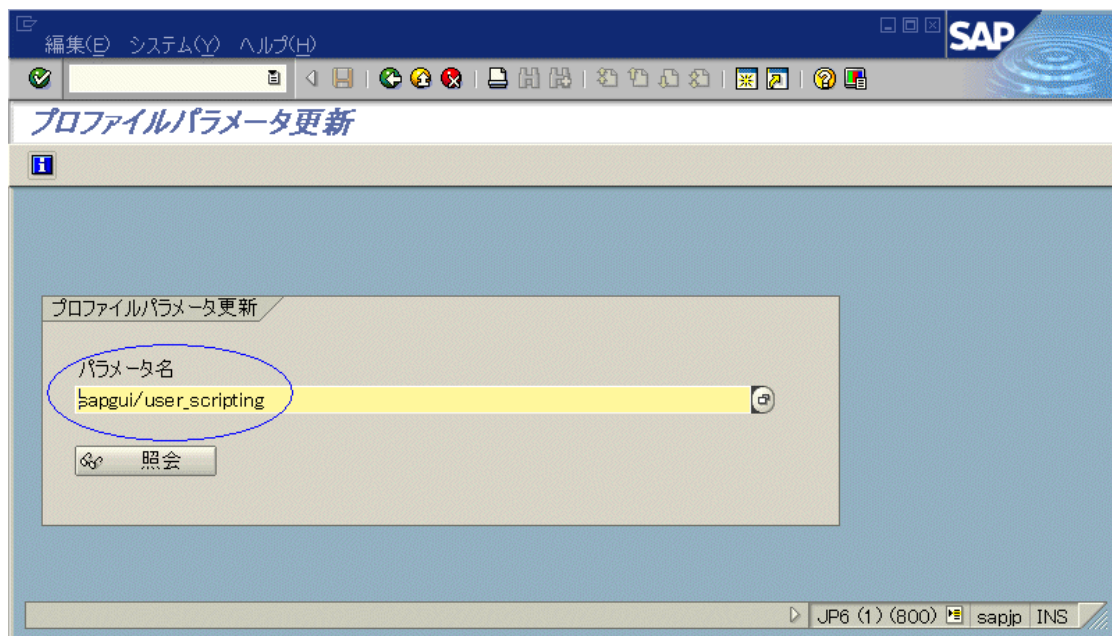 編集(E) システム(Y) ヘルプ(H)
SAP
プロファイルパラメータ更新
プロファイルパラメータ更新
パラメータ名
sapgui/user_scripting
照会
JP6 (1) (800) sapjp INS